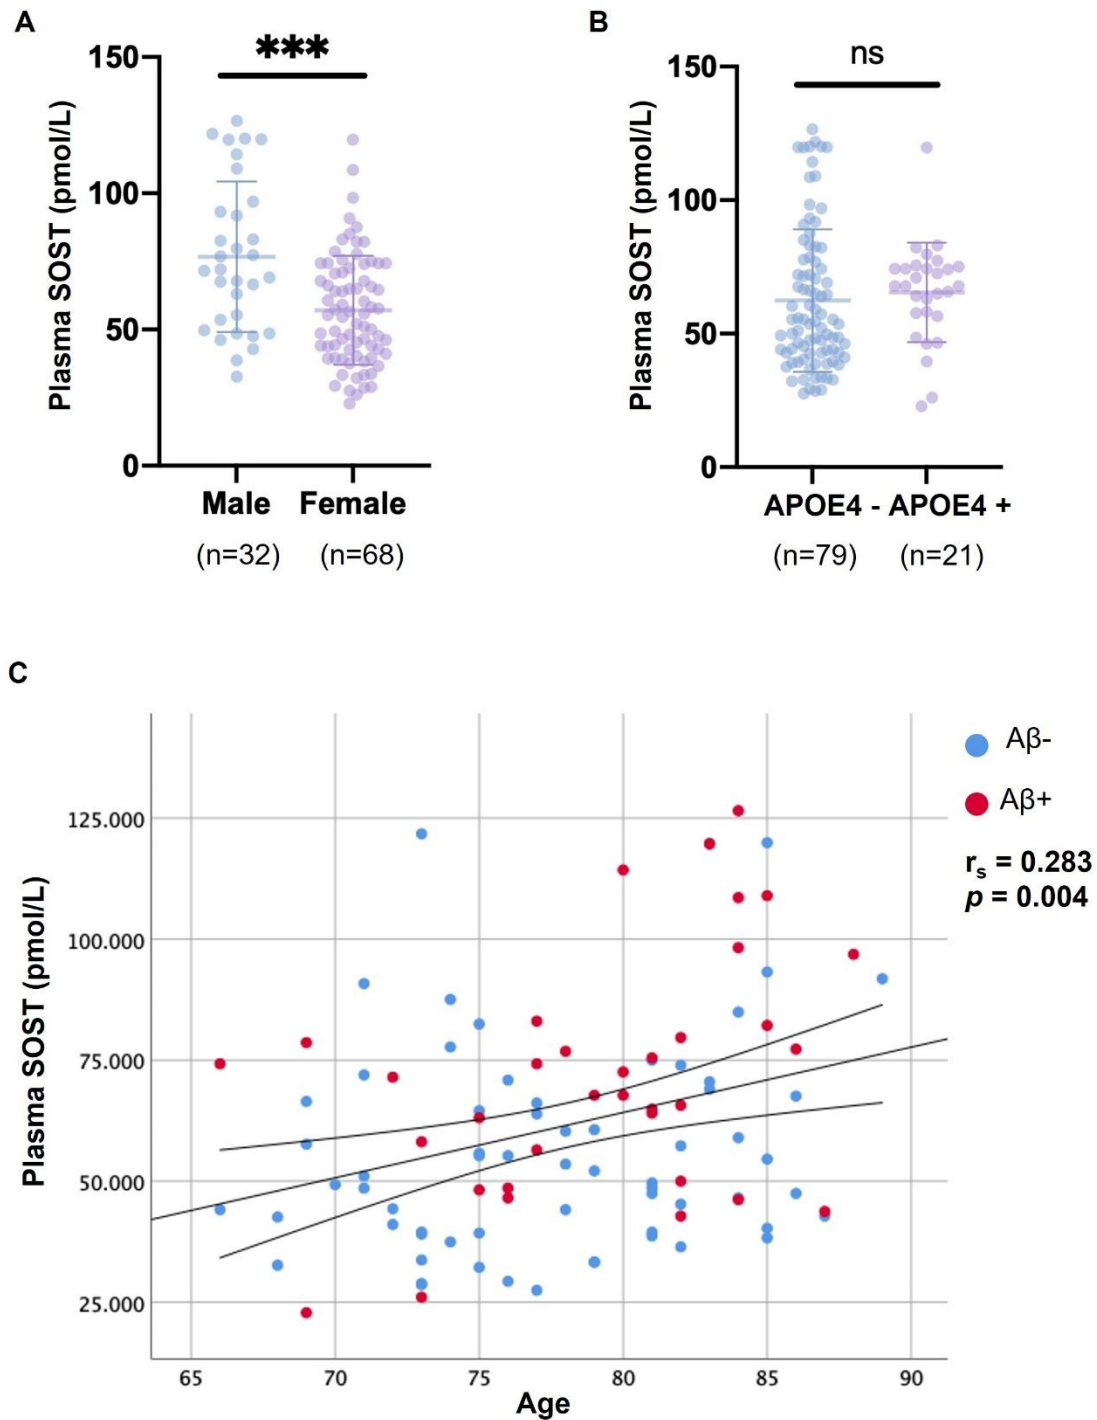 A
Plasma SOST (pmol/L)
150
100
50
0
***
Male Female
(n=32) (n=68)
B
Plasma SOST (pmol/L)
150
100
50
0
ns
APOE4 - APOE4 +
(n=79) (n=21)
C
Plasma SOST (pmol/L)
125.000
100.000
75.000
50.000
25.000
65 70 75 80 85 90
Age
Aβ-
Aβ+
rs = 0.283
p = 0.004